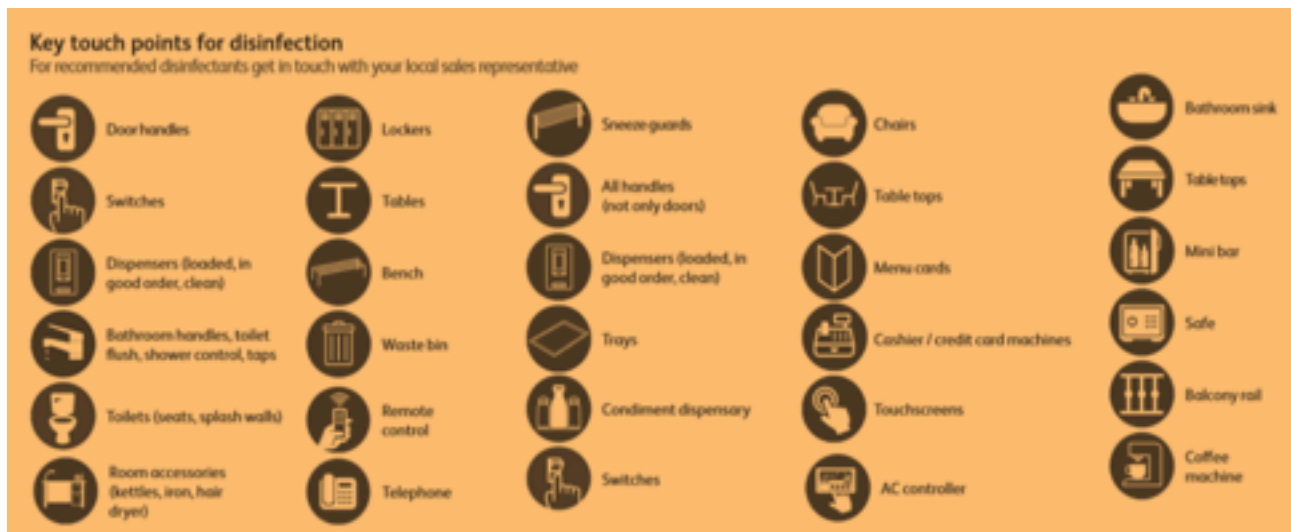 Key touch points for disinfection
For recommended disinfectants get in touch with your local sales representative
Door handles
Switches
Dispensers (loaded, in
good order, clean)
Bathroom handles, toilet
flush, shower control, taps
Toilets (seats, splash walls)
Room accessories
(kettles, iron, hair
dryer)
Lockers
Tables
Bench
Waste bin
Remote
control
Telephone
Sneeze guards
All handles
(not only doors)
Dispensers (loaded, in
good order, clean)
Trays
Condiment dispensary
Switches
Chairs
Table tops
Menu cards
Cashier / credit card machines
Touchscreens
AC controller
Bathroom sink
Table tops
Mini bar
Safe
Balcony rail
Coffee
machine